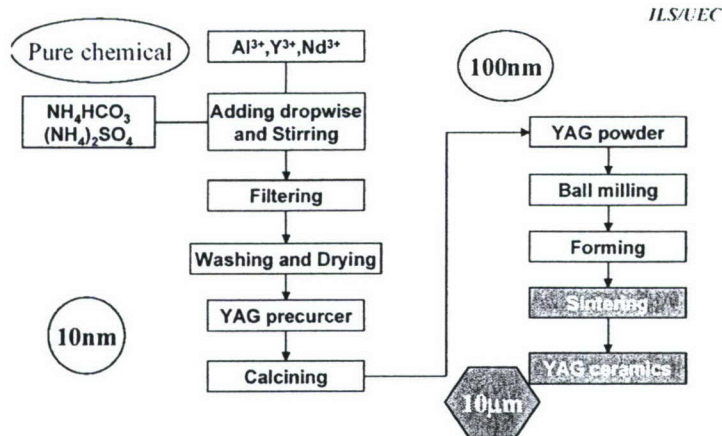 ILS/UEC
Pure chemical
Al³⁺,Y³⁺,Nd³⁺
NH₄HCO₃
(NH₄)₂SO₄
Adding dropwise
and Stirring
Filtering
Washing and Drying
YAG precurcer
Calcining
10nm
100nm
YAG powder
Ball milling
Forming
Sintering
YAG ceramics
10µm